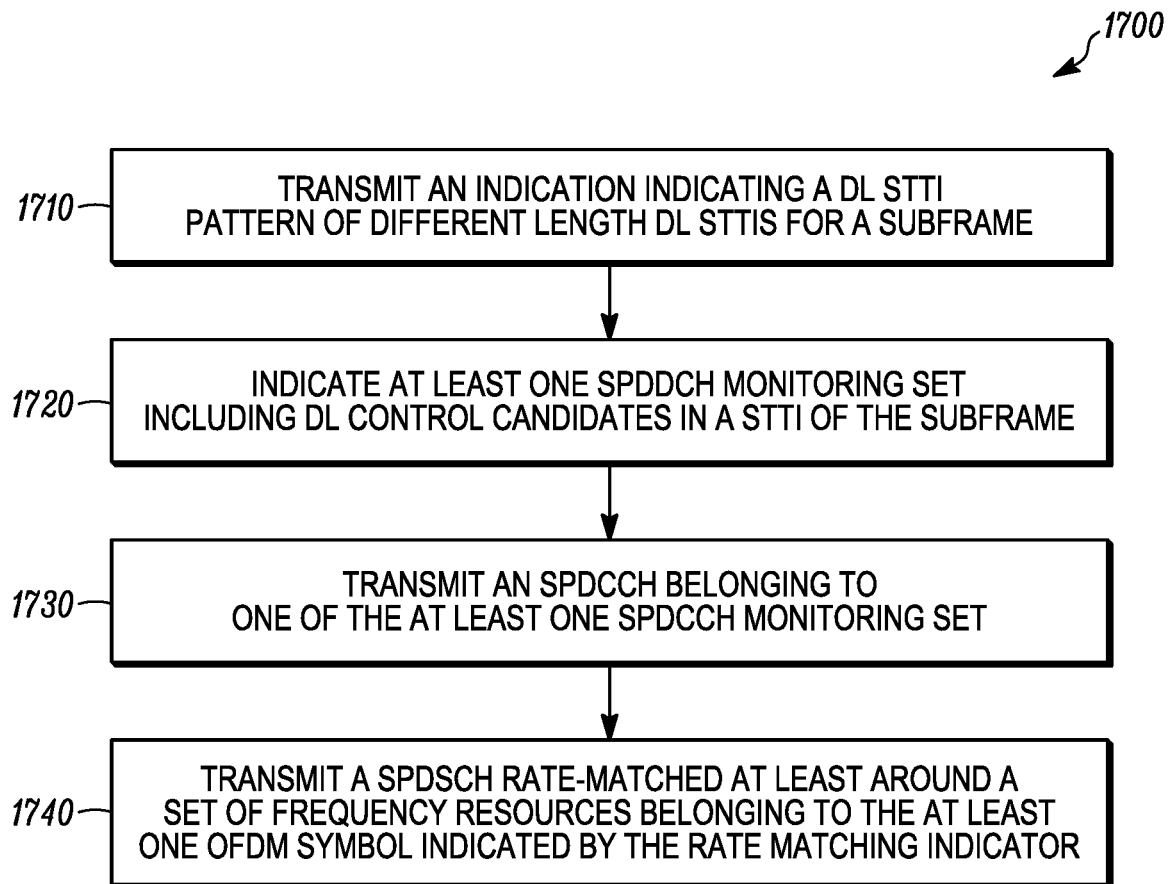 1700
1710
TRANSMIT AN INDICATION INDICATING A DL STTI
PATTERN OF DIFFERENT LENGTH DL STTIS FOR A SUBFRAME
1720
INDICATE AT LEAST ONE SPDDCH MONITORING SET
INCLUDING DL CONTROL CANDIDATES IN A STTI OF THE SUBFRAME
1730
TRANSMIT AN SPDCCH BELONGING TO
ONE OF THE AT LEAST ONE SPDCCH MONITORING SET
1740
TRANSMIT A SPDSCH RATE-MATCHED AT LEAST AROUND A
SET OF FREQUENCY RESOURCES BELONGING TO THE AT LEAST
ONE OFDM SYMBOL INDICATED BY THE RATE MATCHING INDICATOR